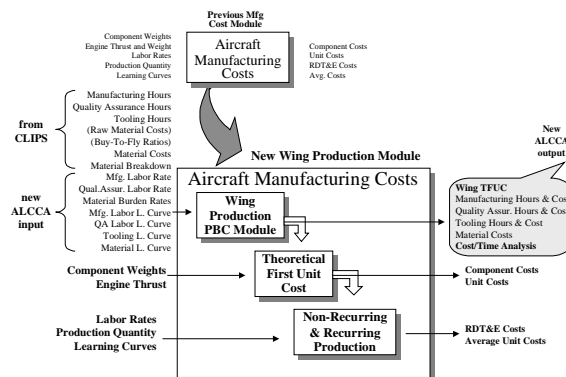 Previous Mfg
Cost Module
Component Weights
Engine Thrust and Weight
Labor Rates
Production Quantity
Learning Curves
Aircraft
Manufacturing
Costs
Component Costs
Unit Costs
RDT&E Costs
Avg. Costs
from
CLIPS
Manufacturing Hours
Quality Assurance Hours
Tooling Hours
(Raw Material Costs)
(Buy-To-Fly Ratios)
Material Costs
Material Breakdown
new
ALCCA
input
Mfg. Labor Rate
Qual.Assur. Labor Rate
Material Burden Rates
Mfg. Labor L. Curve
QA Labor L. Curve
Tooling L. Curve
Material L. Curve
New Wing Production Module
Aircraft Manufacturing Costs
Wing
Production
PBC Module
New
ALCCA
output
Wing TFUC
Manufacturing Hours & Cost
Quality Assur. Hours & Cost
Tooling Hours & Cost
Material Costs
Cost/Time Analysis
Component Weights
Engine Thrust
Theoretical
First Unit
Cost
Component Costs
Unit Costs
Labor Rates
Production Quantity
Learning Curves
Non-Recurring
& Recurring
Production
RDT&E Costs
Average Unit Costs